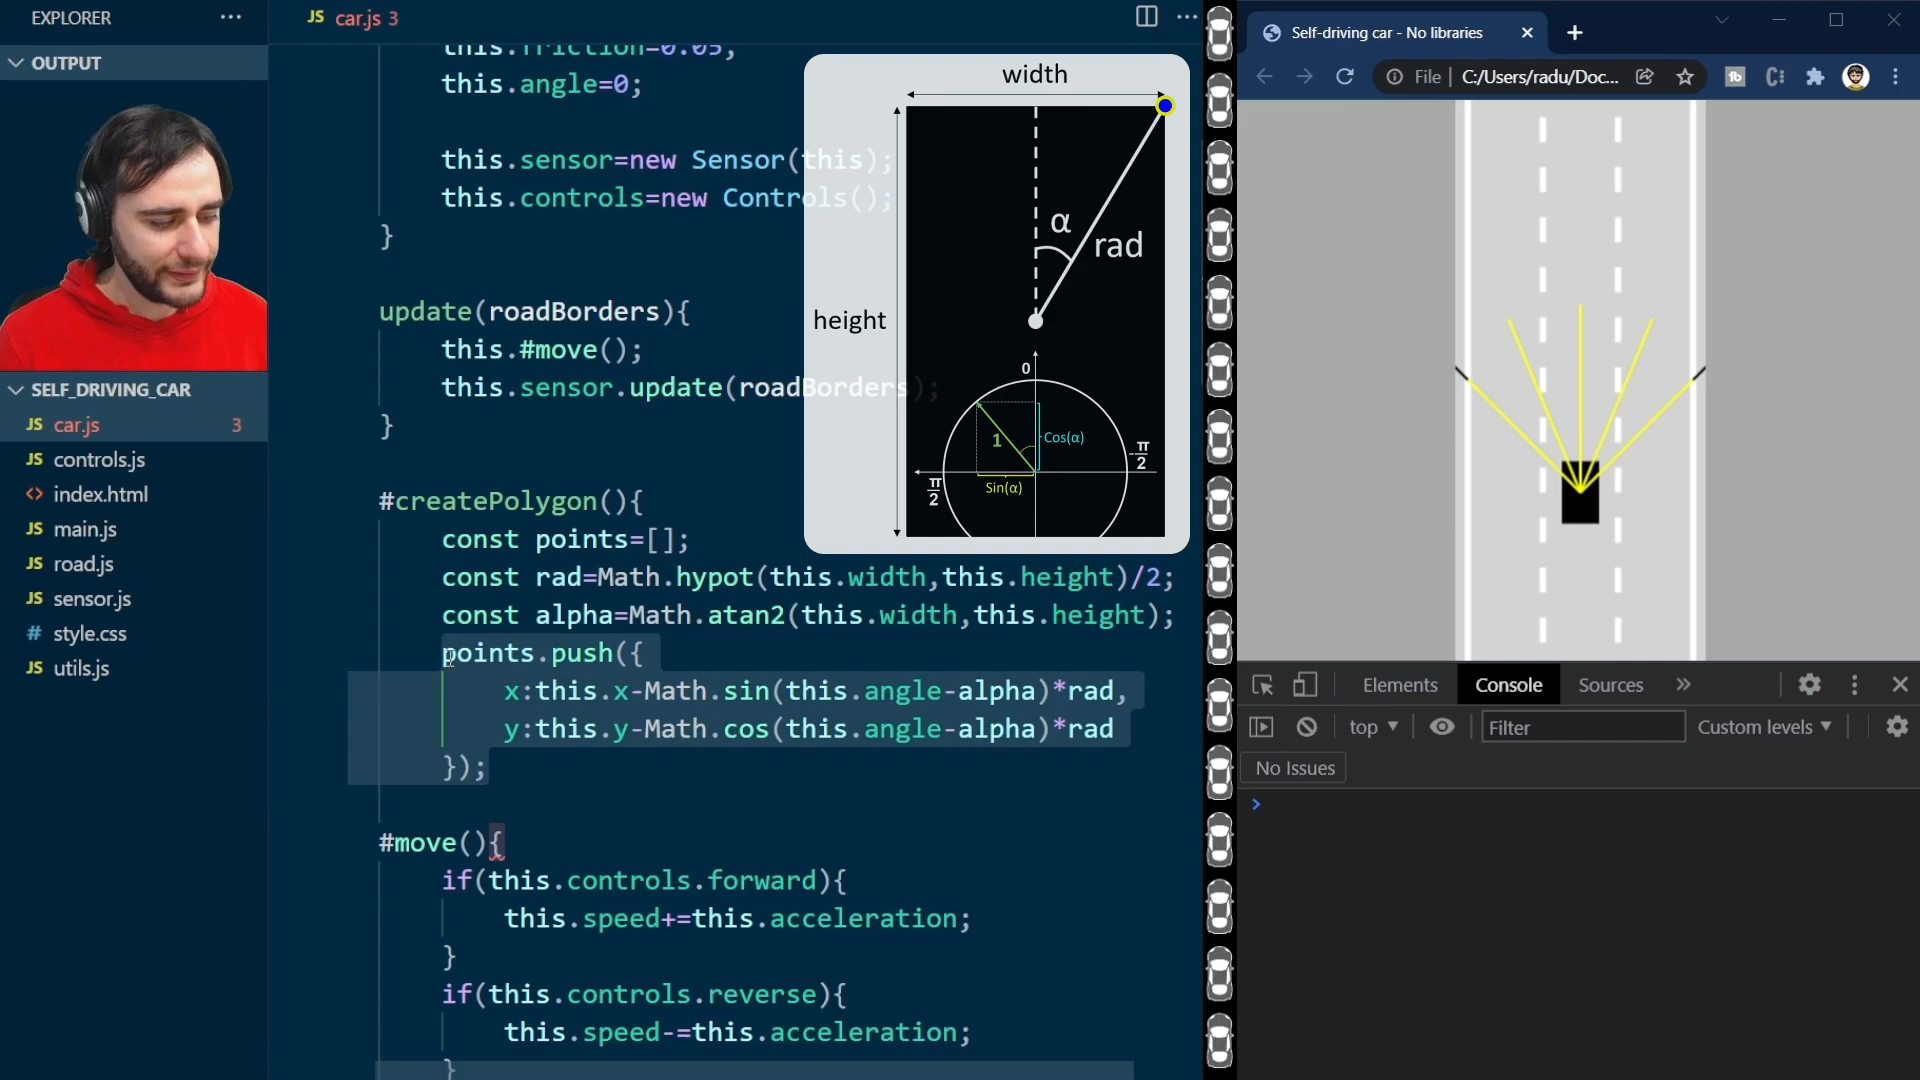 EXPLORER
OUTPUT
SELF_DRIVING_CAR
JS car.js 3
JS controls.js
<> index.html
JS main.js
JS road.js
JS sensor.js
# style.css
JS utils.js
JS car.js 3
this.friction=0.05;
this.angle=0;
this.sensor=new Sensor(this);
this.controls=new Controls();
}
update(roadBorders){
this.#move();
this.sensor.update(roadBorders);
}
#createPolygon(){
const points=[];
const rad=Math.hypot(this.width,this.height)/2;
const alpha=Math.atan2(this.width,this.height);
points.push({
x:this.x-Math.sin(this.angle-alpha)*rad,
y:this.y-Math.cos(this.angle-alpha)*rad
});
#move(){
if(this.controls.forward){
this.speed+=this.acceleration;
}
if(this.controls.reverse){
this.speed-=this.acceleration;
}
width
α
rad
height
0
1
Cos(α)
Sin(α)
π
2
-π
2
Self-driving car - No libraries
File C:/Users/radu/Doc...
Elements Console Sources
top Filter Custom levels
No Issues